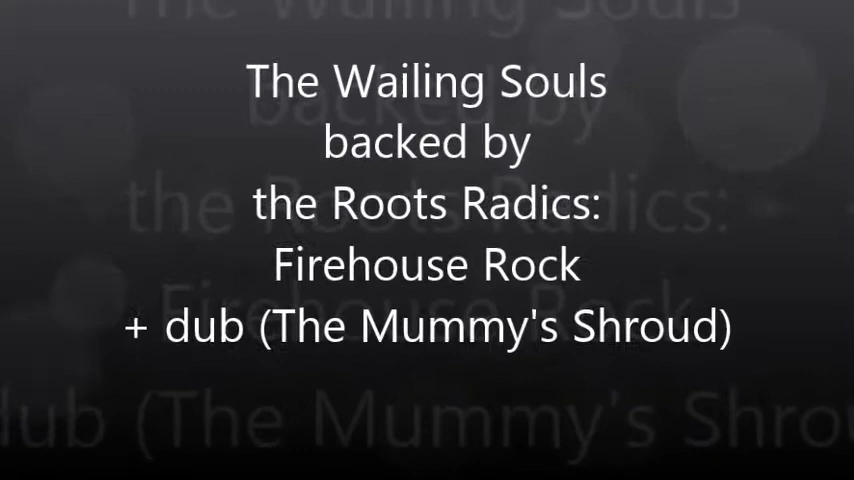 The Wailing Souls
backed by
the Roots Radics:
Firehouse Rock
+ dub (The Mummy's Shroud)